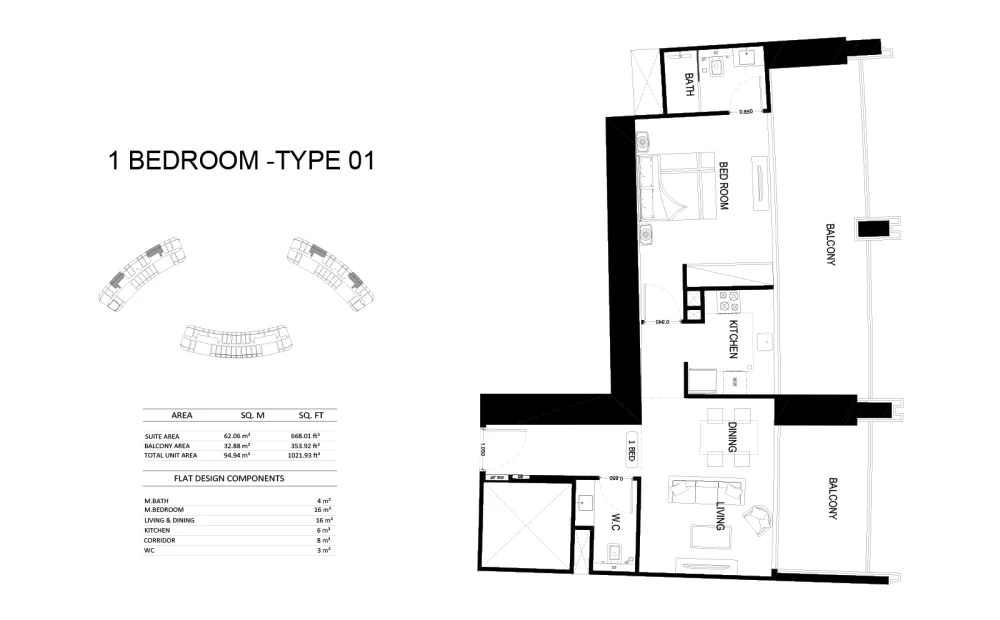 1 BEDROOM -TYPE 01
AREA SQ. M SQ. FT
SUITE AREA 62.06 m² 668.01 ft²
BALCONY AREA 32.88 m² 353.92 ft²
TOTAL UNIT AREA 94.94 m² 1021.93 ft²
FLAT DESIGN COMPONENTS
M.BATH 4 m²
M.BEDROOM 16 m²
LIVING & DINING 16 m²
KITCHEN 6 m²
CORRIDOR 8 m²
WC 3 m²
BATH
0.850
BED ROOM
BALCONY
0.940
KITCHEN
M/W
DINING
1 BED
1.050
0.850
W.C
LIVING
BALCONY